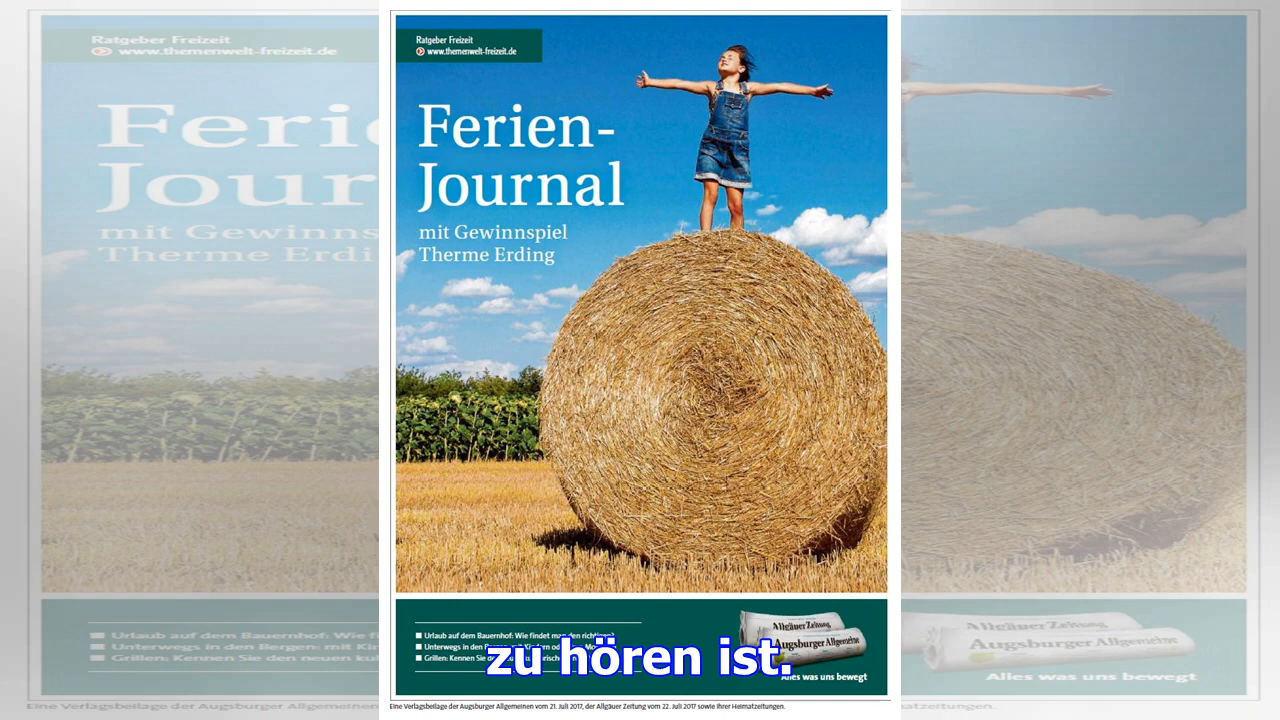 Ratgeber Freizeit
www.themenwelt-freizeit.de
Ferien-
Journal
mit Gewinnspiel
Therme Erding
Urlaub auf dem Bauernhof: Wie findet man den richtigen?
Unterwegs in den
Grillen: Kennen Sie
zu hören ist.
Allgäuer Zeitung
Augsburger Allgemeine
Alles was uns bewegt
Eine Verlagsbeilage der Augsburger Allgemeinen vom 21. Juli 2017, der Allgäuer Zeitung vom 22. Juli 2017 sowie ihrer Heimatzeitungen.